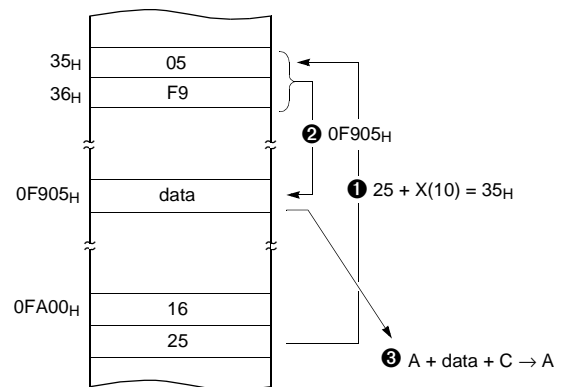 35H 05
36H F9
❷ 0F905H
0F905H data ❶ 25 + X(10) = 35H
0FA00H 16
25
❸ A + data + C → A